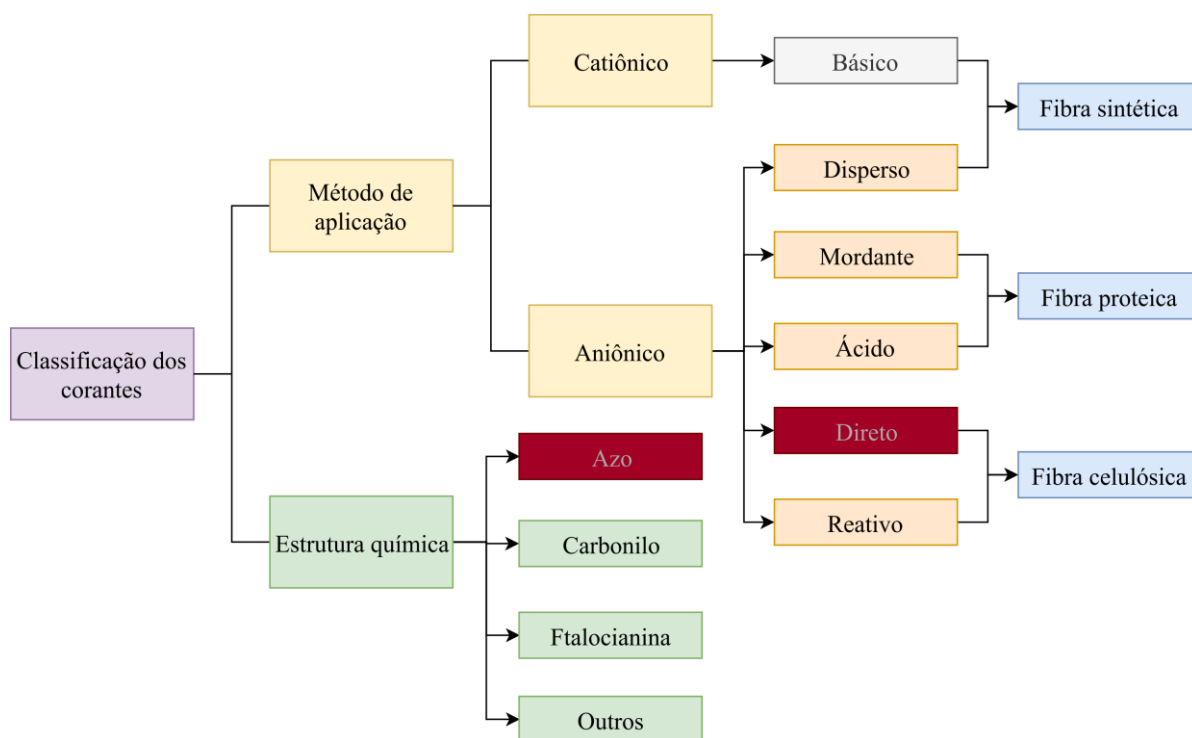 Catiônico
Básico
Fibra sintética
Disperso
Método de
aplicação
Mordante
Fibra proteica
Aniônico
Ácido
Classificação dos
corantes
Direto
Azo
Fibra celulósica
Reativo
Estrutura química
Carbonilo
Ftalocianina
Outros